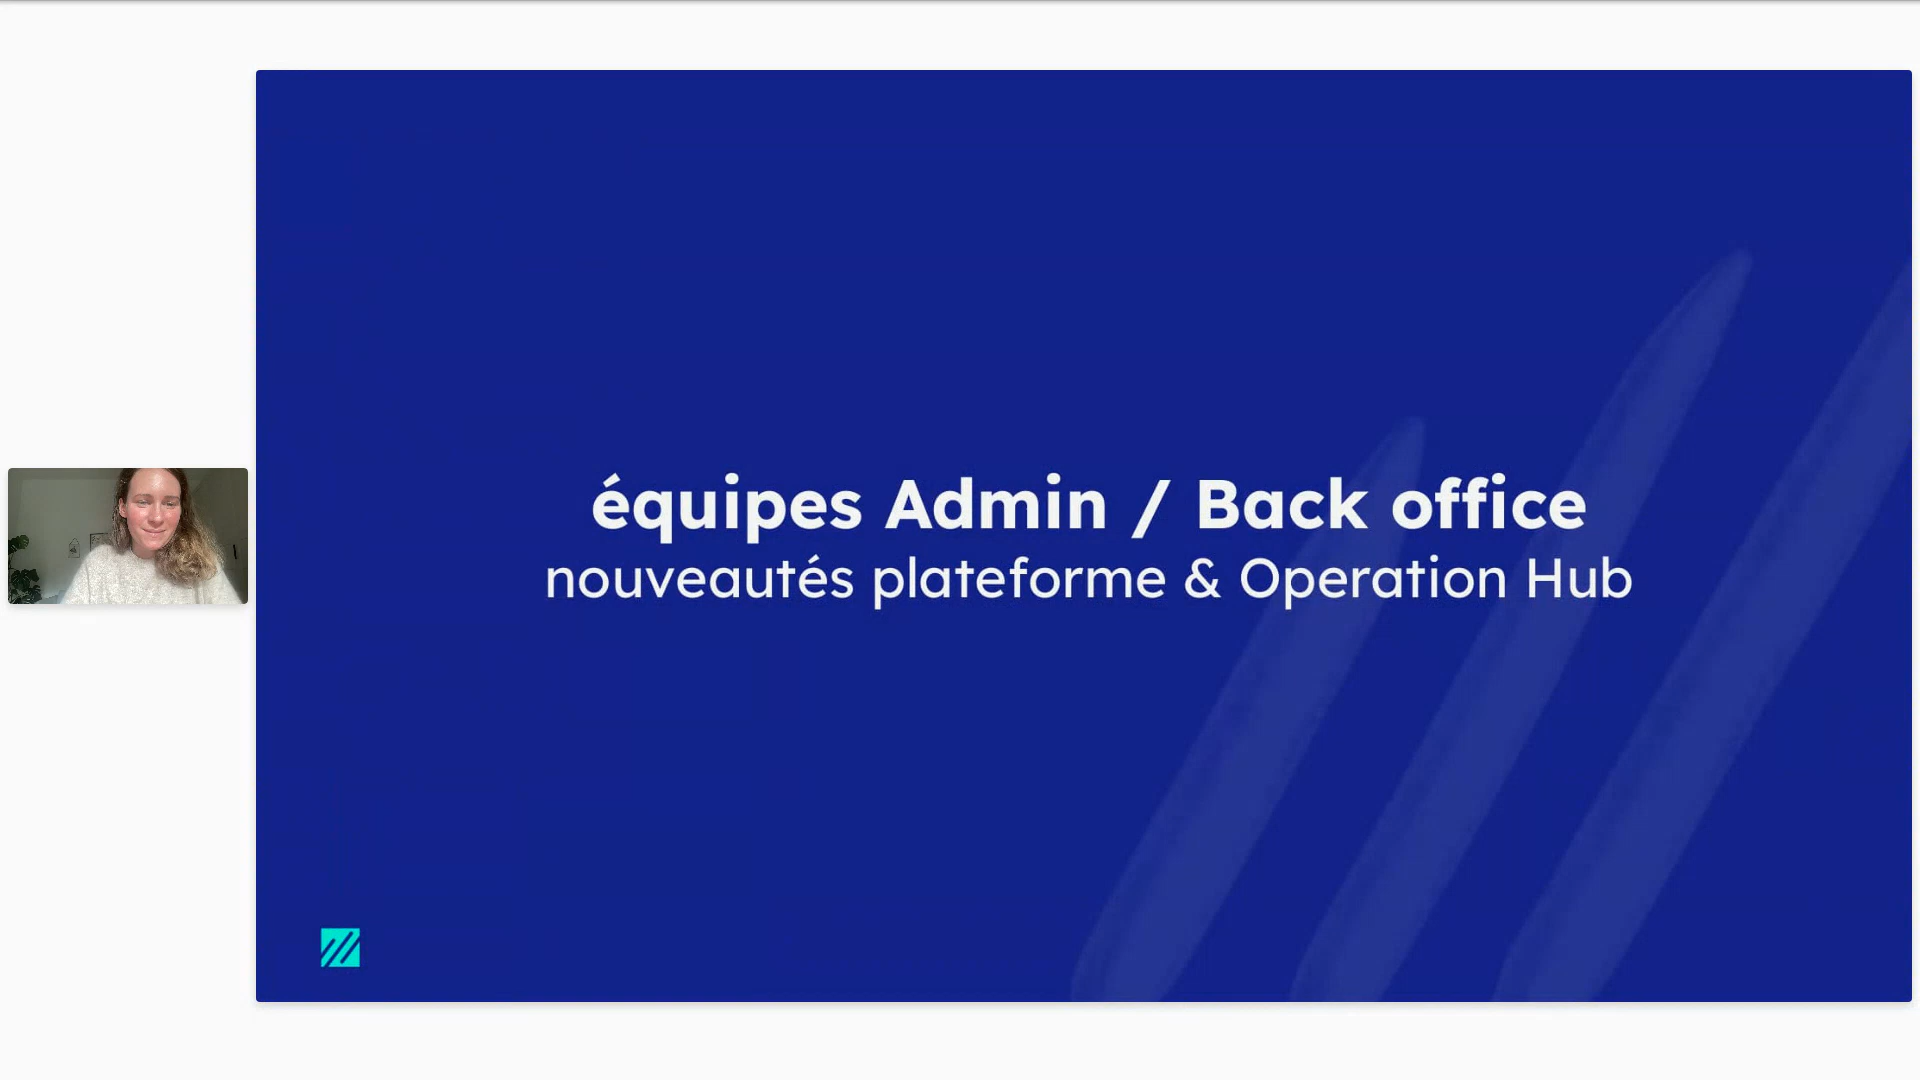 équipes Admin / Back office
nouveautés plateforme & Operation Hub